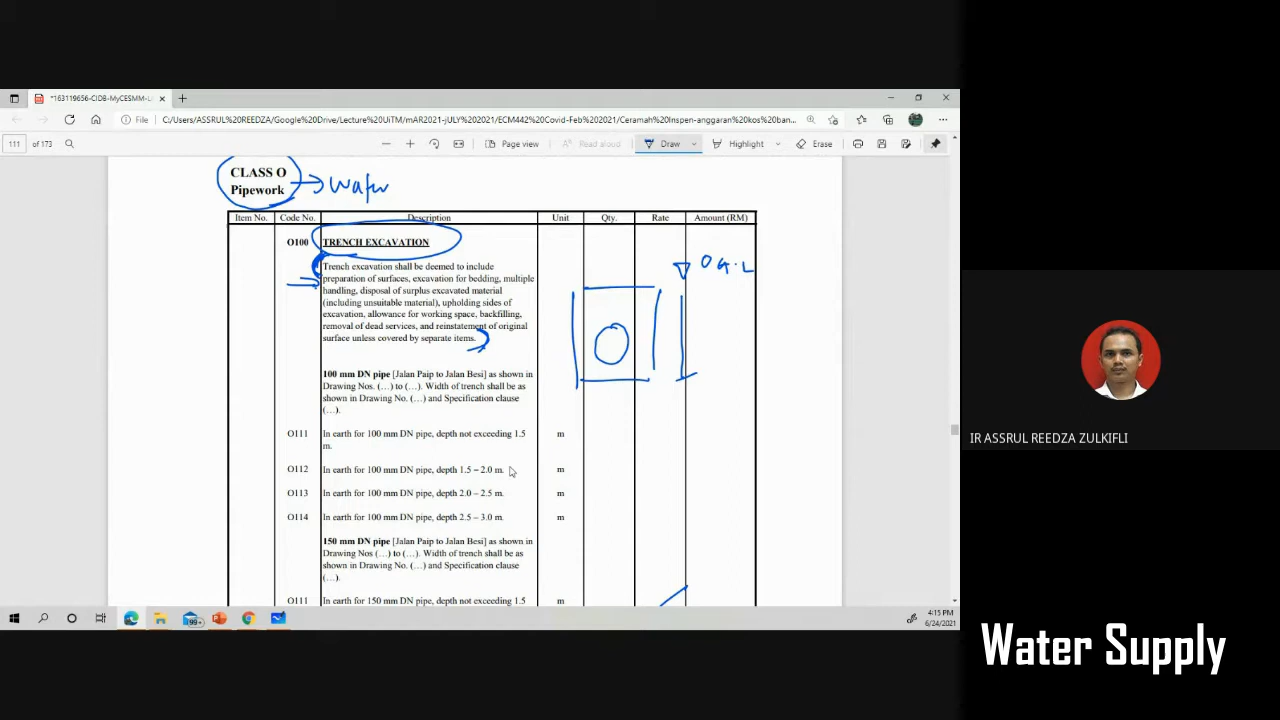 *163119656-CIDB-MyCESMM-L
File
C:/Users/ASSRUL%20REEDZA/Google%20Drive/Lecture%20UiTM/mAR2021-jULY%202021/ECM442%20Covid-Feb%202021/Ceramah%20Inspen-anggaran%20kos%20ban...
111 of 173
Page view
Read aloud
Draw
Highlight
Erase
CLASS O
Pipework
Water
Item No. Code No. Description Unit Qty. Rate Amount (RM)
O100 TRENCH EXCAVATION
O G.L
Trench excavation shall be deemed to include
preparation of surfaces, excavation for bedding, multiple
handling, disposal of surplus excavated material
(including unsuitable material), upholding sides of
excavation, allowance for working space, backfilling,
removal of dead services, and reinstatement of original
surface unless covered by separate items.
100 mm DN pipe [Jalan Paip to Jalan Besi] as shown in
Drawing Nos. (…) to (…). Width of trench shall be as
shown in Drawing No. (…) and Specification clause
(…).
O111 In earth for 100 mm DN pipe, depth not exceeding 1.5 m
m.
O112 In earth for 100 mm DN pipe, depth 1.5 – 2.0 m. m
O113 In earth for 100 mm DN pipe, depth 2.0 – 2.5 m. m
O114 In earth for 100 mm DN pipe, depth 2.5 – 3.0 m. m
150 mm DN pipe [Jalan Paip to Jalan Besi] as shown in
Drawing Nos (…) to (…). Width of trench shall be as
shown in Drawing No. (…) and Specification clause
(…).
O111 In earth for 150 mm DN pipe, depth not exceeding 1.5 m
99+
4:15 PM
6/24/2021
IR ASSRUL REEDZA ZULKIFLI
Water Supply